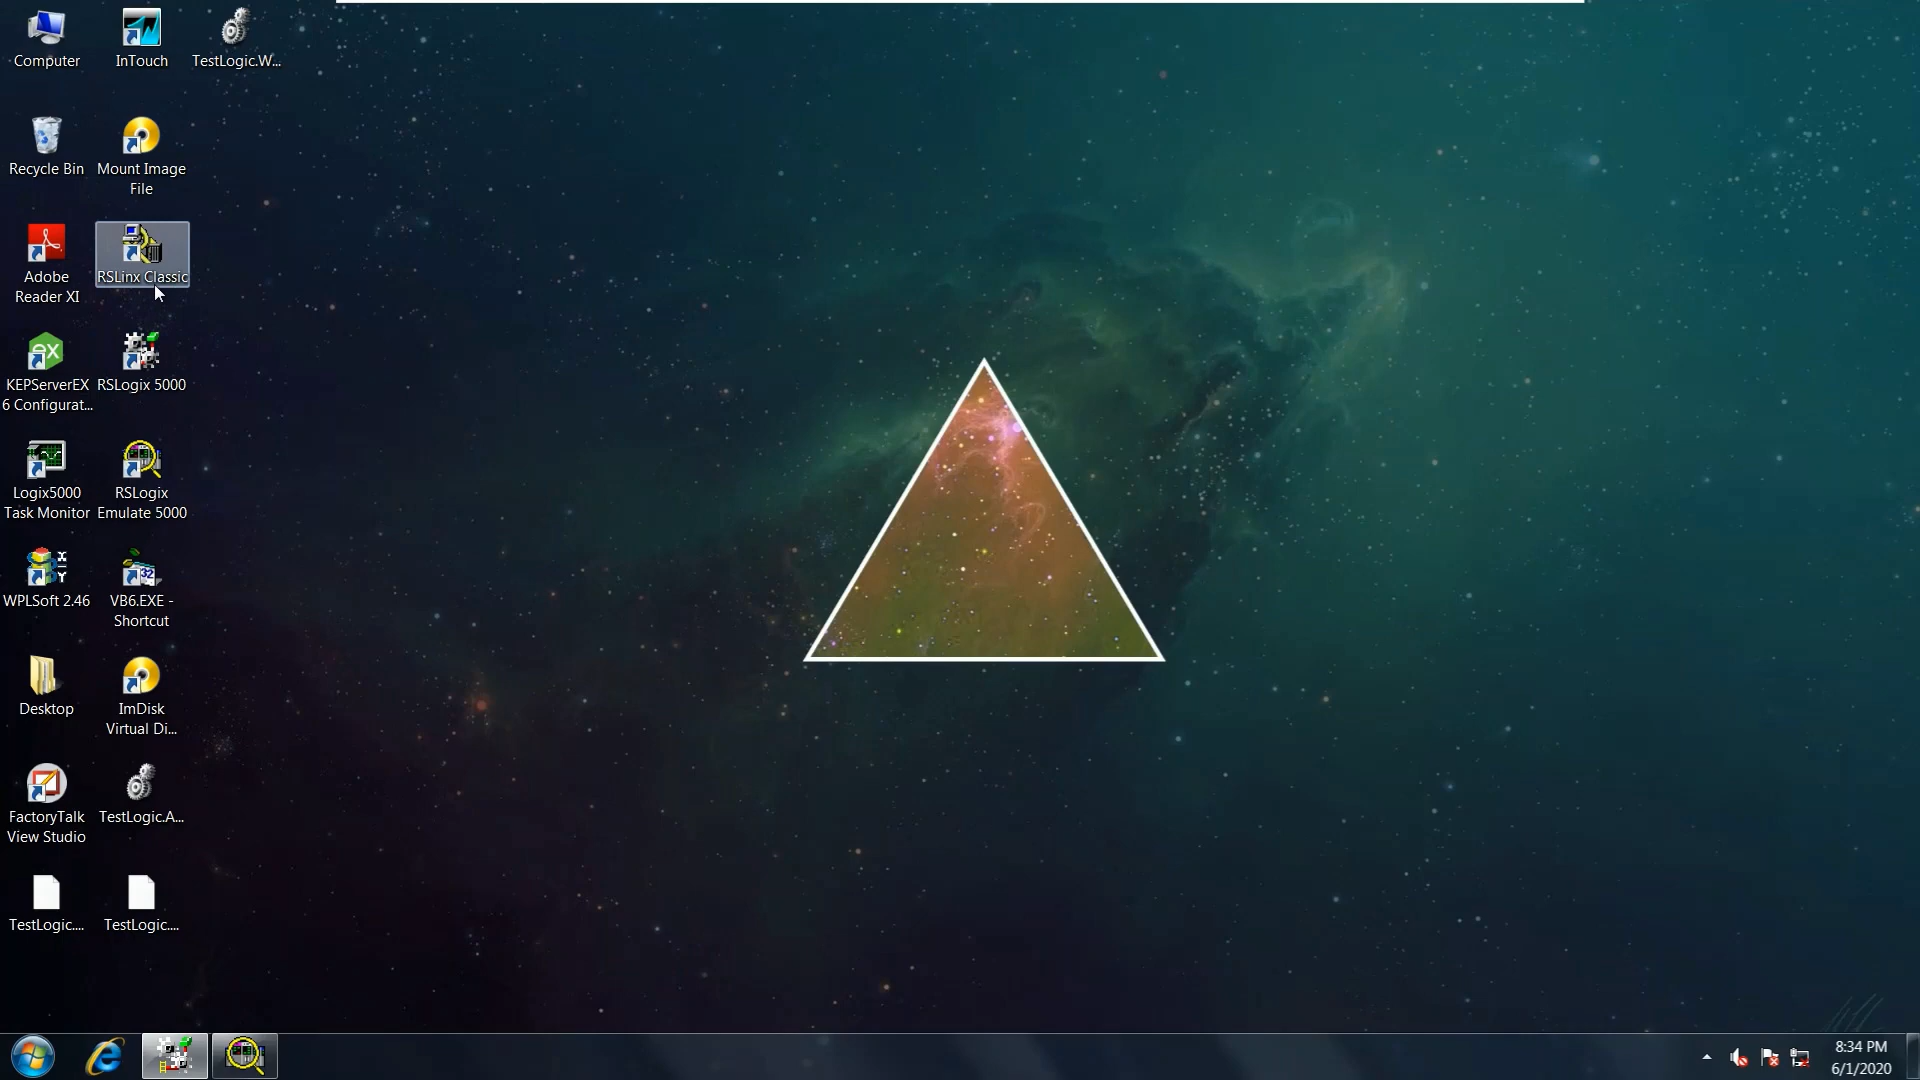 Computer
InTouch
TestLogic.W...
Recycle Bin
Mount Image
File
Adobe
Reader XI
RSLinx Classic
KEPServerEX
6 Configurat...
RSLogix 5000
Logix5000
Task Monitor
RSLogix
Emulate 5000
WPLSoft 2.46
VB6.EXE -
Shortcut
Desktop
ImDisk
Virtual Di...
FactoryTalk
View Studio
TestLogic.A...
TestLogic....
TestLogic....
8:34 PM
6/1/2020